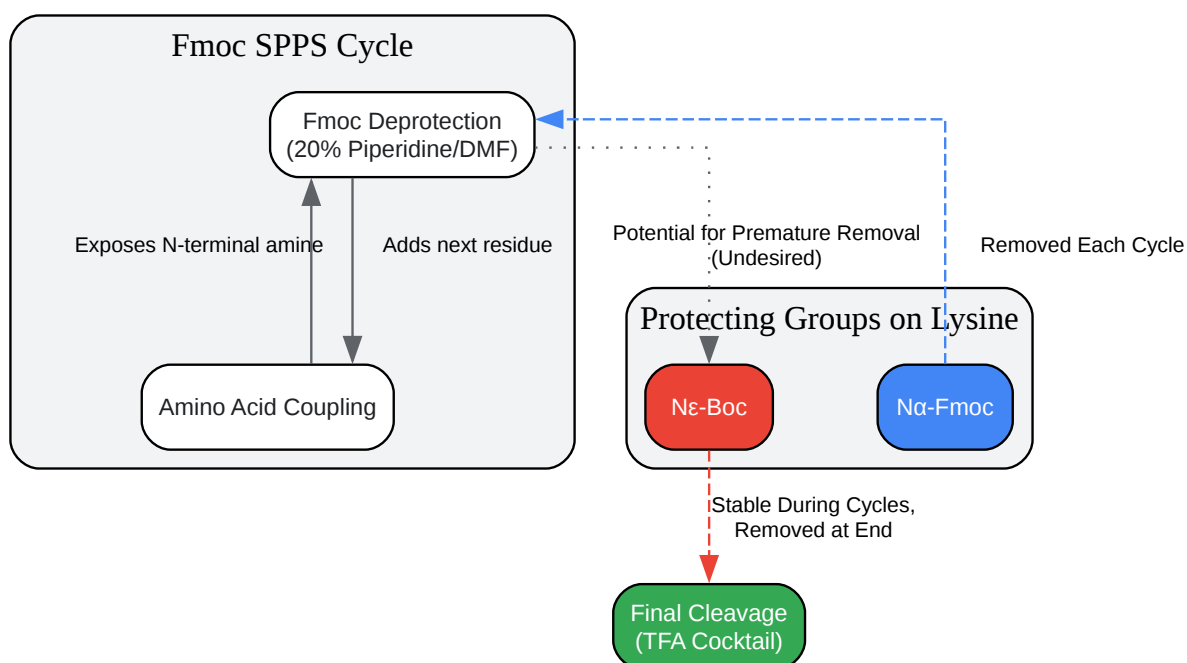 Fmoc SPPS Cycle
Fmoc Deprotection
(20% Piperidine/DMF)
Exposes N-terminal amine
Adds next residue
Potential for Premature Removal
(Undesired)
Removed Each Cycle
Protecting Groups on Lysine
Amino Acid Coupling
Nε-Boc
Nα-Fmoc
Stable During Cycles,
Removed at End
Final Cleavage
(TFA Cocktail)